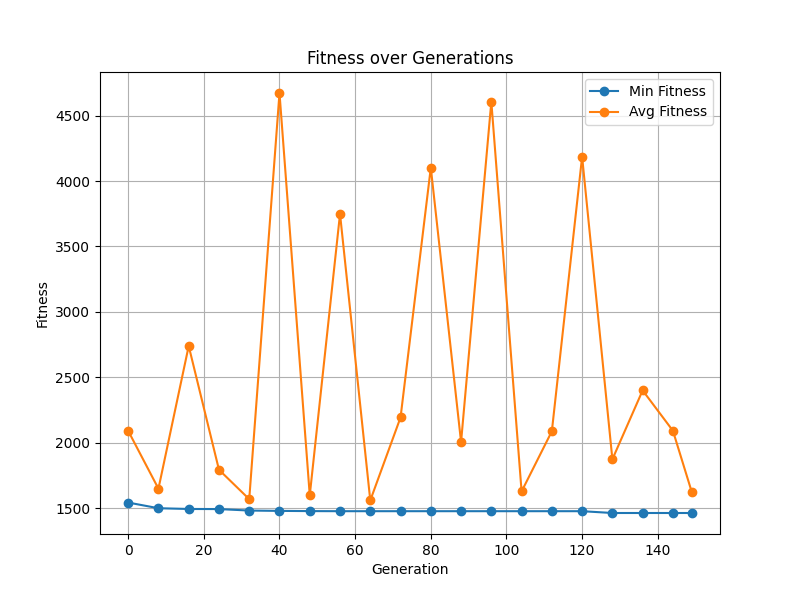 Fitness over Generations
Min Fitness
Avg Fitness
4500
4000
3500
3000
2500
2000
1500
Fitness
0 20 40 60 80 100 120 140
Generation